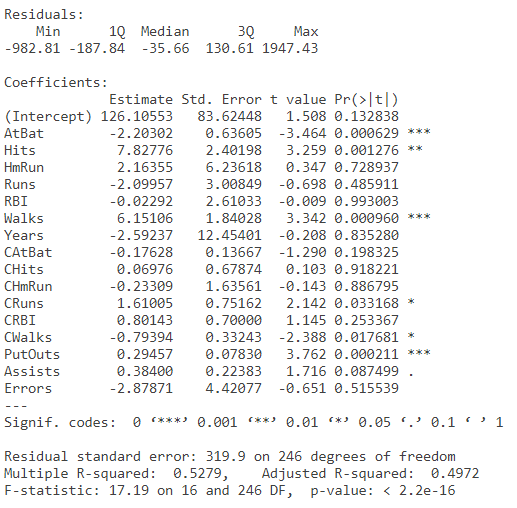 Residuals:
    Min      1Q  Median      3Q     Max
-982.81 -187.84  -35.66  130.61 1947.43

Coefficients:
             Estimate Std. Error t value Pr(>|t|)
(Intercept) 126.10553   83.62448   1.508 0.132838
AtBat        -2.20302    0.63605  -3.464 0.000629 ***
Hits          7.82776    2.40198   3.259 0.001276 **
HmRun         2.16355    6.23618   0.347 0.728937
Runs         -2.09957    3.00849  -0.698 0.485911
RBI          -0.02292    2.61033  -0.009 0.993003
Walks         6.15106    1.84028   3.342 0.000960 ***
Years        -2.59237   12.45401  -0.208 0.835280
CAtBat       -0.17628    0.13667  -1.290 0.198325
CHits         0.06976    0.67874   0.103 0.918221
CHmRun       -0.23309    1.63561  -0.143 0.886795
CRuns         1.61005    0.75162   2.142 0.033168 *
CRBI          0.80143    0.70000   1.145 0.253367
CWalks       -0.79394    0.33243  -2.388 0.017681 *
PutOuts       0.29457    0.07830   3.762 0.000211 ***
Assists       0.38400    0.22383   1.716 0.087499 .
Errors       -2.87871    4.42077  -0.651 0.515539
---
Signif. codes:  0 ‘***’ 0.001 ‘**’ 0.01 ‘*’ 0.05 ‘.’ 0.1 ‘ ’ 1

Residual standard error: 319.9 on 246 degrees of freedom
Multiple R-squared:  0.5279,    Adjusted R-squared:  0.4972
F-statistic: 17.19 on 16 and 246 DF,  p-value: < 2.2e-16